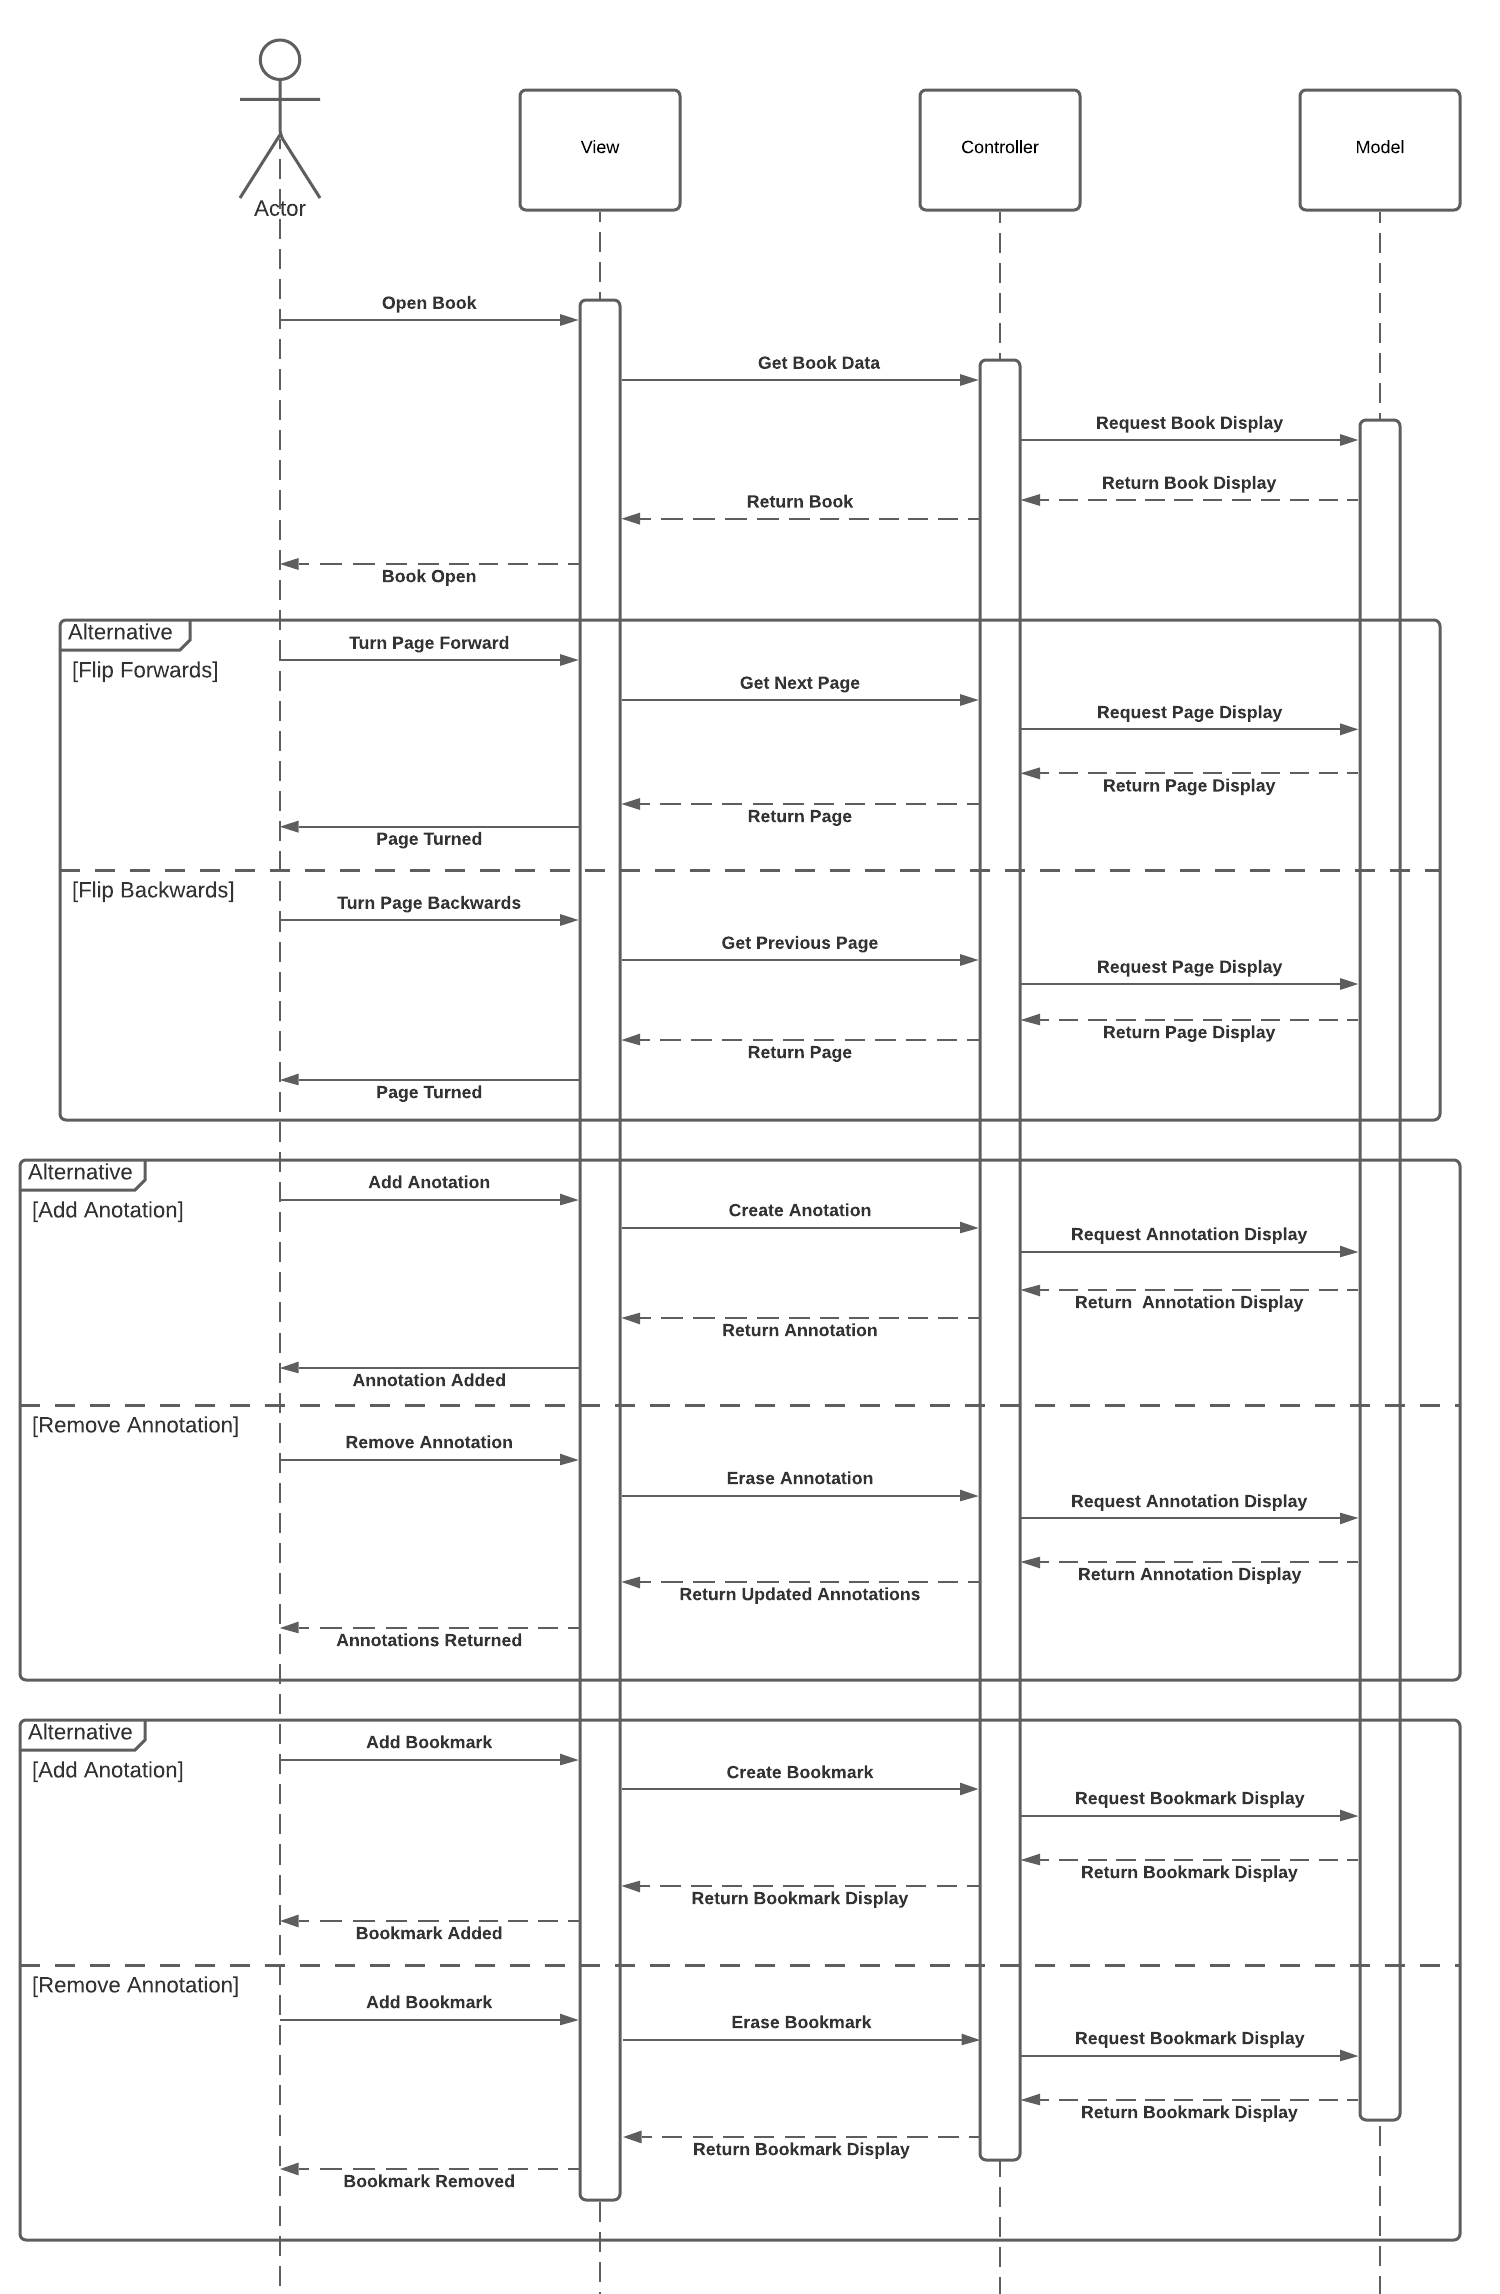 Actor
View
Controller
Model
Open Book
Get Book Data
Request Book Display
Return Book Display
Return Book
Book Open
Alternative
[Flip Forwards]
Turn Page Forward
Get Next Page
Request Page Display
Return Page Display
Return Page
Page Turned
[Flip Backwards]
Turn Page Backwards
Get Previous Page
Request Page Display
Return Page Display
Return Page
Page Turned
Alternative
[Add Anotation]
Add Anotation
Create Anotation
Request Annotation Display
Return  Annotation Display
Return Annotation
Annotation Added
[Remove Annotation]
Remove Annotation
Erase Annotation
Request Annotation Display
Return Annotation Display
Return Updated Annotations
Annotations Returned
Alternative
[Add Anotation]
Add Bookmark
Create Bookmark
Request Bookmark Display
Return Bookmark Display
Return Bookmark Display
Bookmark Added
[Remove Annotation]
Add Bookmark
Erase Bookmark
Request Bookmark Display
Return Bookmark Display
Return Bookmark Display
Bookmark Removed